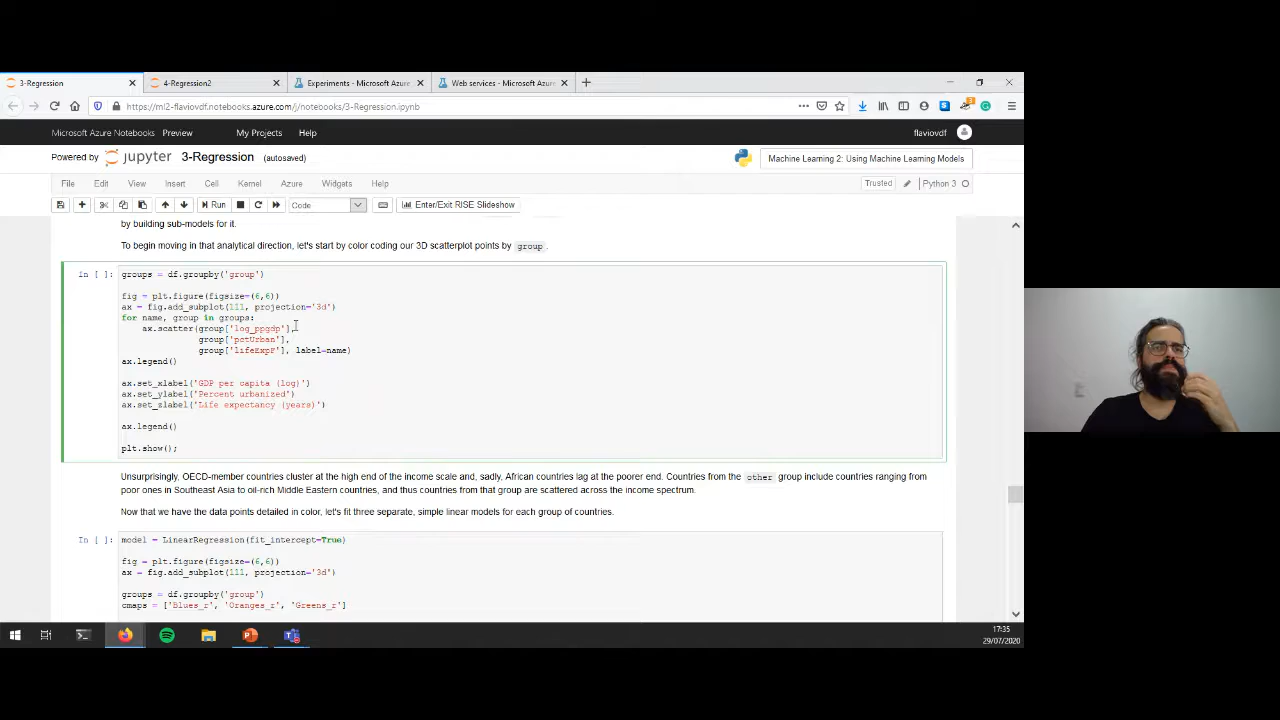 3-Regression
4-Regression2
Experiments - Microsoft Azure
Web services - Microsoft Azure
https://ml2-flaviovdf.notebooks.azure.com/j/notebooks/3-Regression.ipynb
Microsoft Azure Notebooks Preview My Projects Help flaviovdf
Powered by jupyter 3-Regression (autosaved) Machine Learning 2: Using Machine Learning Models
File Edit View Insert Cell Kernel Azure Widgets Help Trusted Python 3
Run Code Enter/Exit RISE Slideshow
by building sub-models for it.
To begin moving in that analytical direction, let's start by color coding our 3D scatterplot points by group .
In [ ]: groups = df.groupby('group')
fig = plt.figure(figsize=(6,6))
ax = fig.add_subplot(111, projection='3d')
for name, group in groups:
ax.scatter(group['log_ppgdp'],
group['pctUrban'],
group['lifeExpF'], label=name)
ax.legend()
ax.set_xlabel('GDP per capita (log)')
ax.set_ylabel('Percent urbanized')
ax.set_zlabel('Life expectancy (years)')
ax.legend()
plt.show();
Unsurprisingly, OECD-member countries cluster at the high end of the income scale and, sadly, African countries lag at the poorer end. Countries from the other group include countries ranging from
poor ones in Southeast Asia to oil-rich Middle Eastern countries, and thus countries from that group are scattered across the income spectrum.
Now that we have the data points detailed in color, let's fit three separate, simple linear models for each group of countries.
In [ ]: model = LinearRegression(fit_intercept=True)
fig = plt.figure(figsize=(6,6))
ax = fig.add_subplot(111, projection='3d')
groups = df.groupby('group')
cmaps = ['Blues_r', 'Oranges_r', 'Greens_r']
17:35
29/07/2020